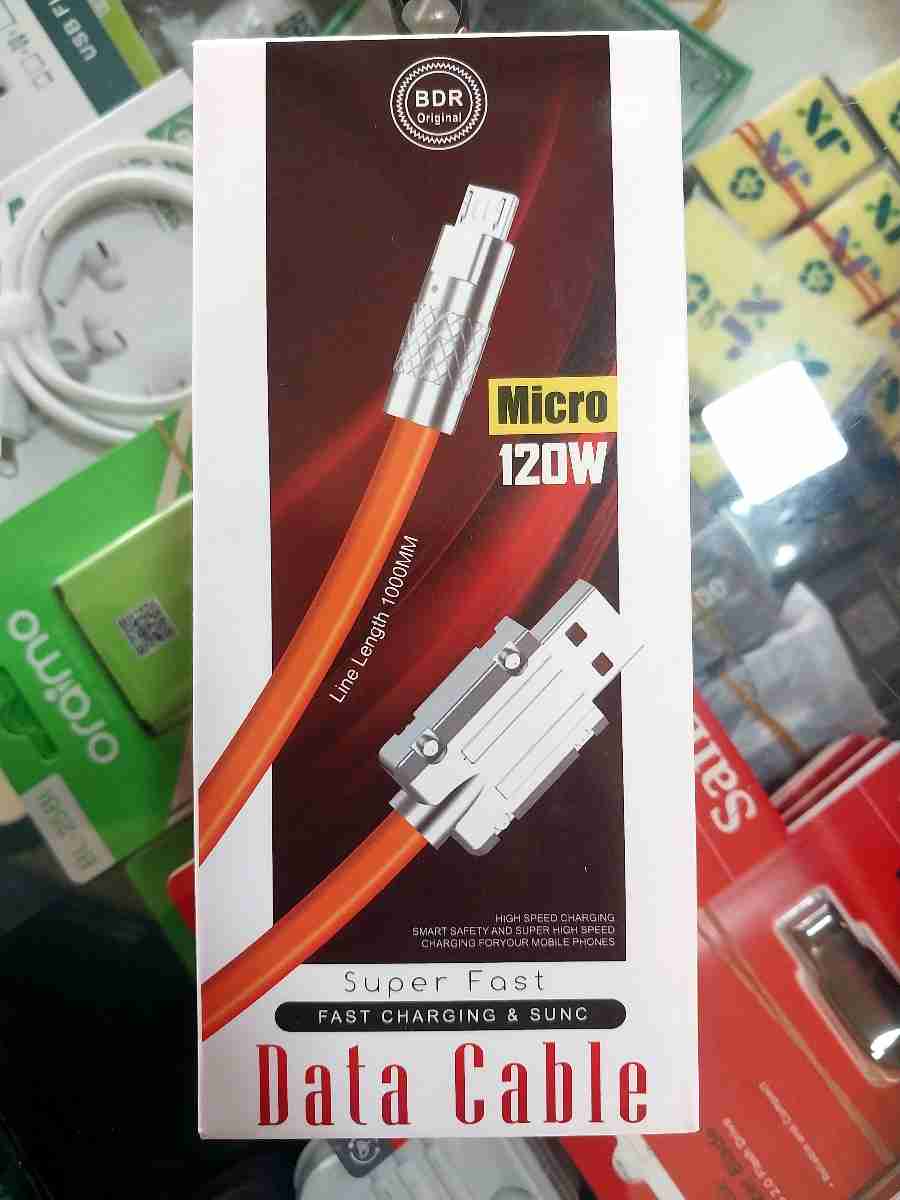 BDR
Original
Micro
120W
Line Length 1000MM
HIGH SPEED CHARGING
SMART SAFETY AND SUPER HIGH SPEED
CHARGING FORYOUR MOBILE PHONES
Super Fast
FAST CHARGING & SUNC
Data Cable
oraimo
San